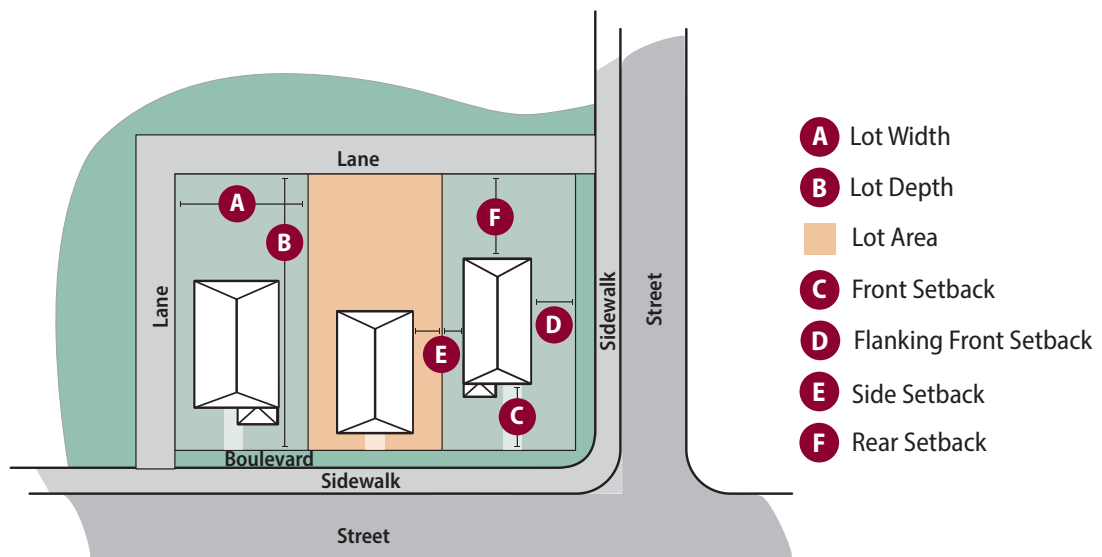 Lane
A
B
F
Lane
D
E
C
Sidewalk
Street
Boulevard
Sidewalk
Street
A Lot Width
B Lot Depth
Lot Area
C Front Setback
D Flanking Front Setback
E Side Setback
F Rear Setback